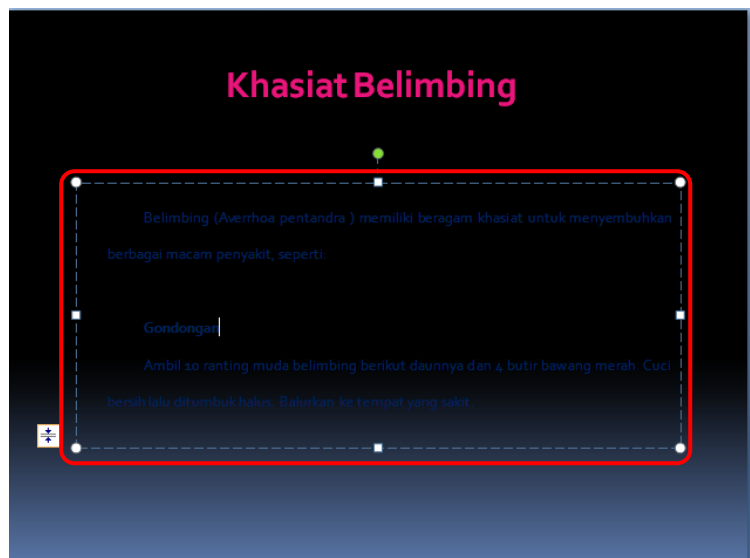 Khasiat Belimbing
Belimbing (Averrhoa pentandra ) memiliki beragam khasiat untuk menyembuhkan
berbagai macam penyakit, seperti:
Gondongan
Ambil 10 ranting muda belimbing berikut daunnya dan 4 butir bawang merah. Cuci
bersih lalu ditumbuk halus. Balurkan ke tempat yang sakit.